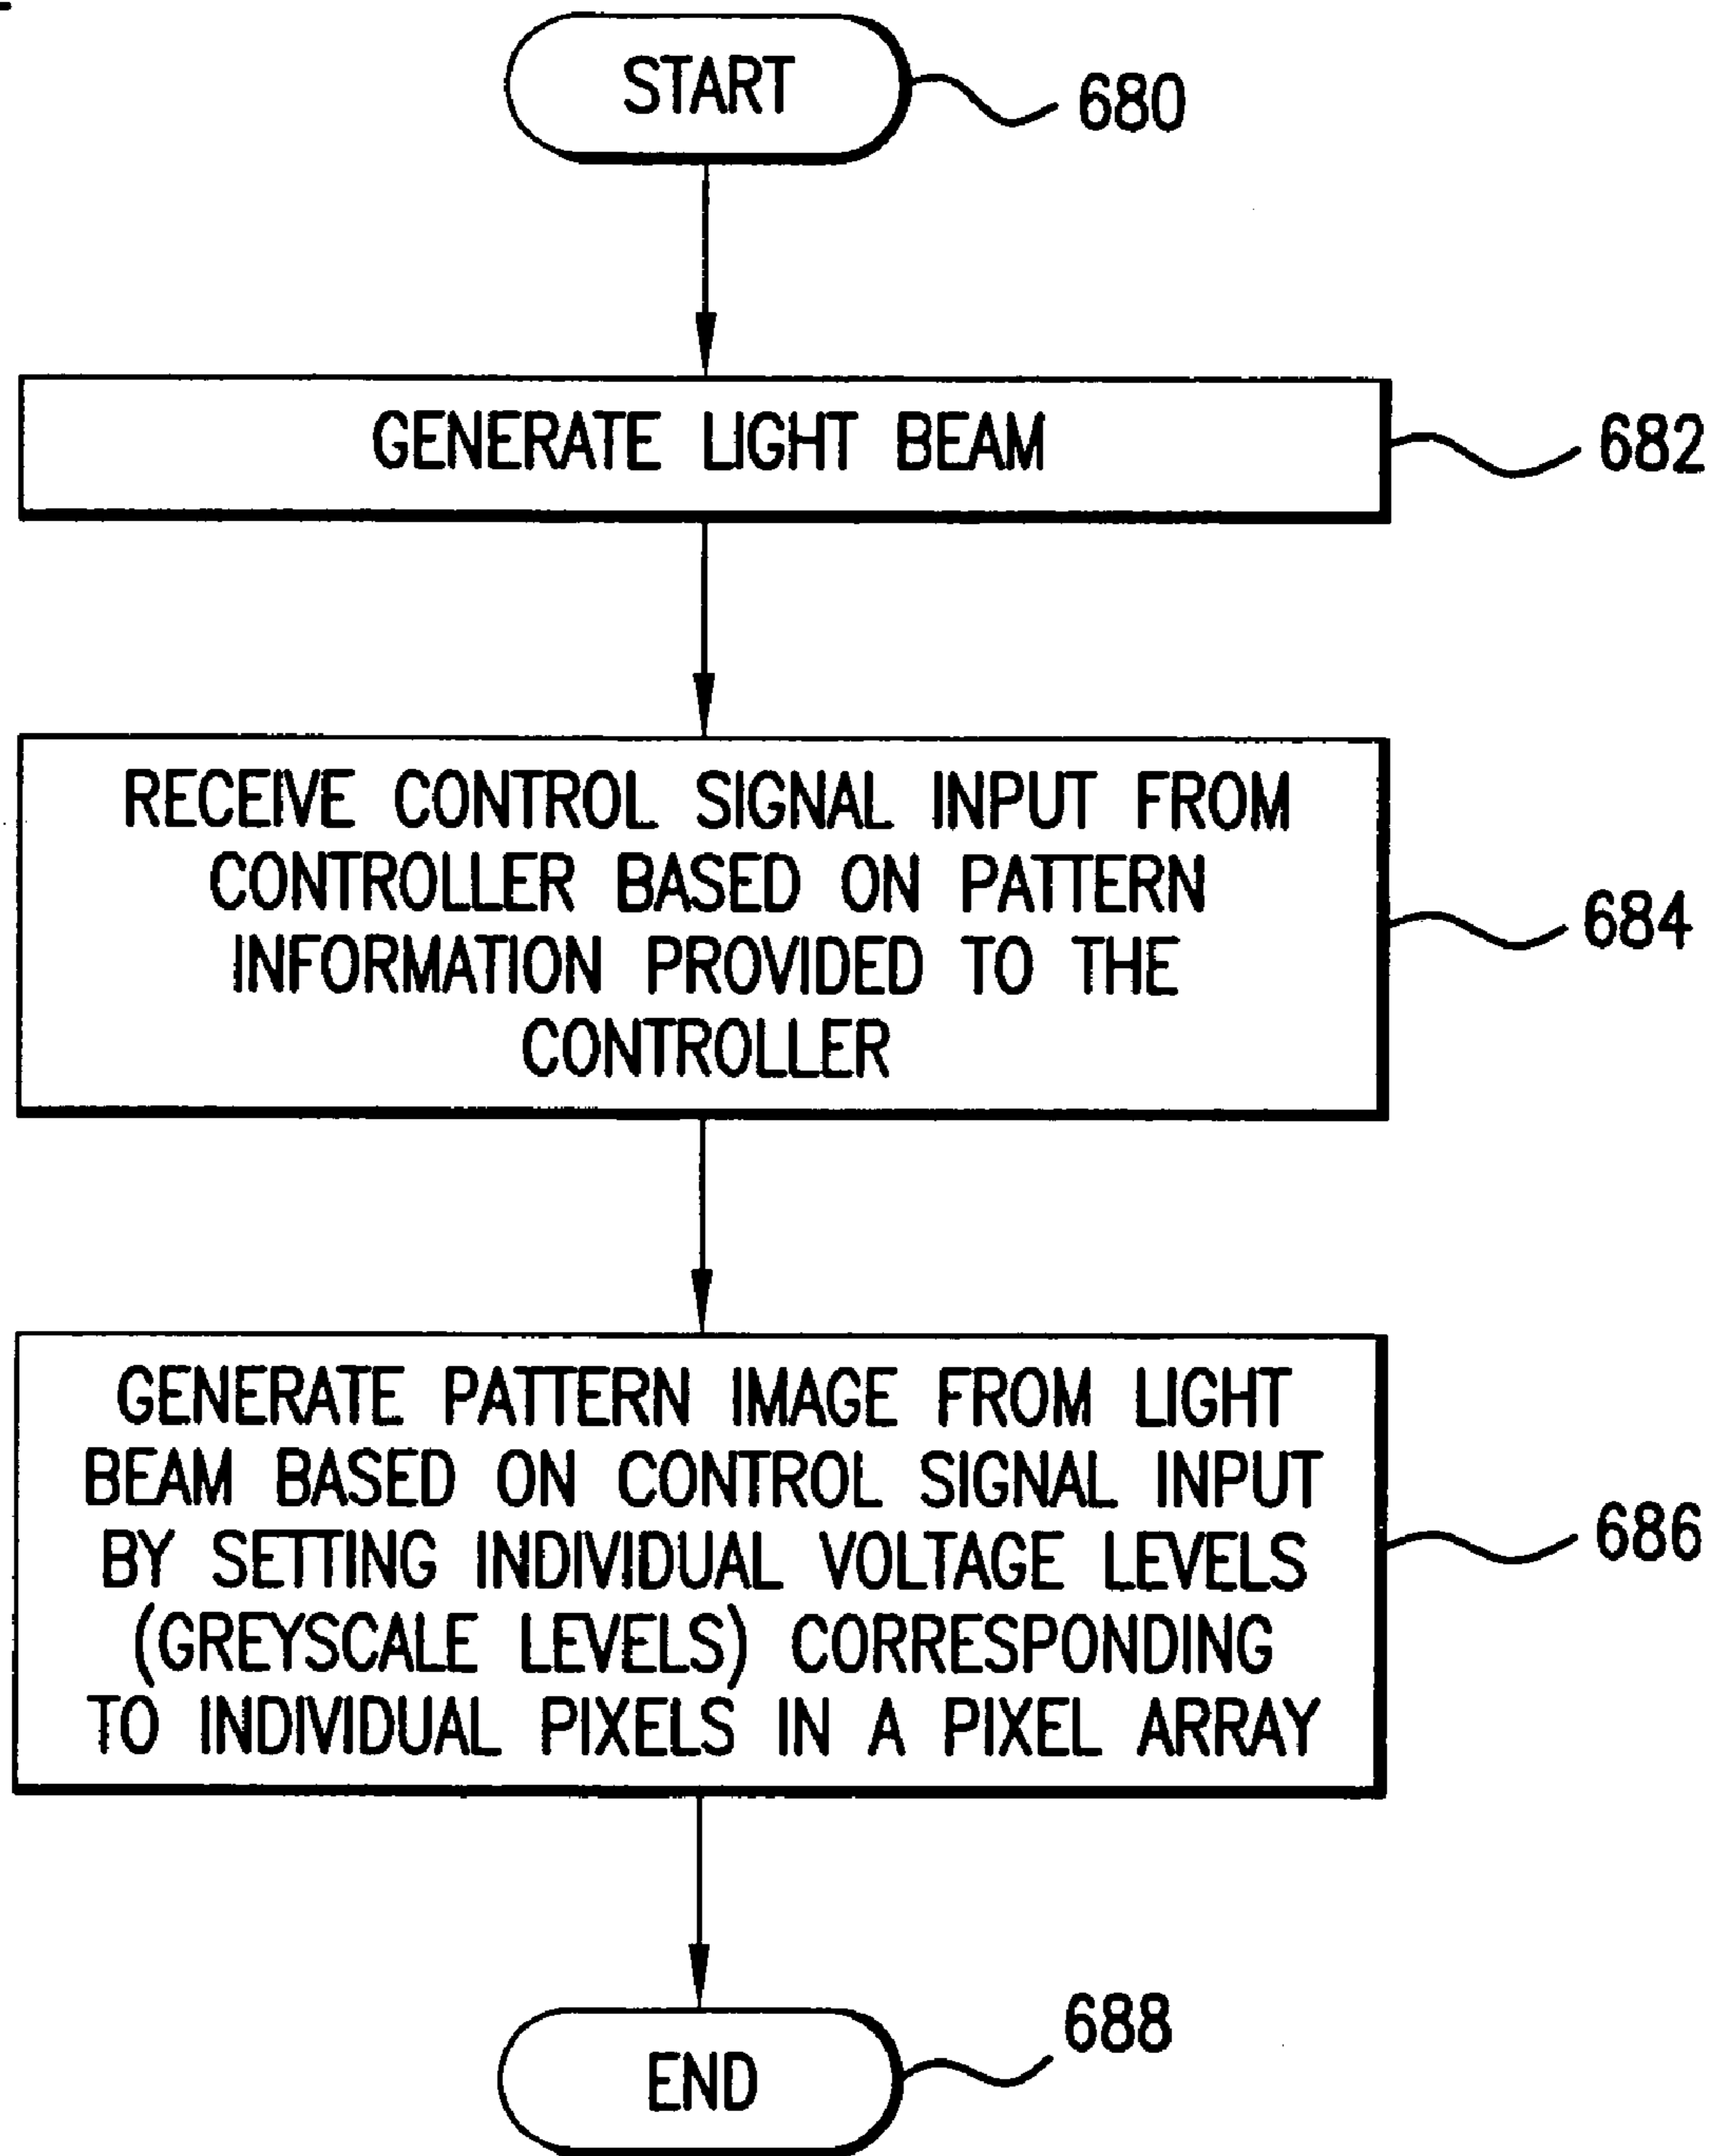 START
680
GENERATE LIGHT BEAM
682
RECEIVE CONTROL SIGNAL INPUT FROM
CONTROLLER BASED ON PATTERN
INFORMATION PROVIDED TO THE
CONTROLLER
684
GENERATE PATTERN IMAGE FROM LIGHT
BEAM BASED ON CONTROL SIGNAL INPUT
BY SETTING INDIVIDUAL VOLTAGE LEVELS
(GREYSCALE LEVELS) CORRESPONDING
TO INDIVIDUAL PIXELS IN A PIXEL ARRAY
686
END
688